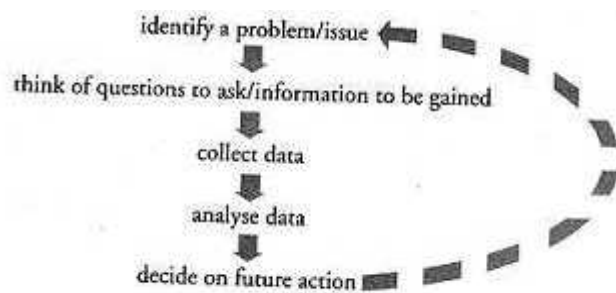 identify a problem/issue
think of questions to ask/information to be gained
collect data
analyse data
decide on future action